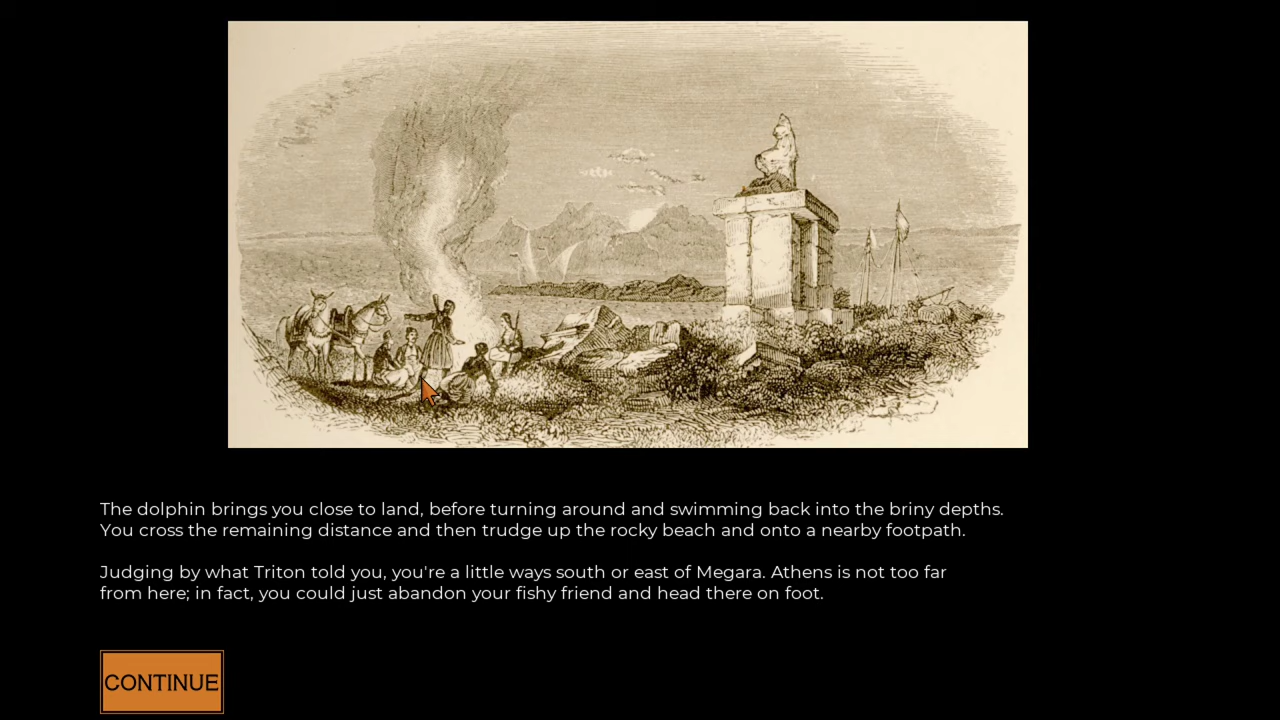 The dolphin brings you close to land, before turning around and swimming back into the briny depths.
You cross the remaining distance and then trudge up the rocky beach and onto a nearby footpath.
Judging by what Triton told you, you're a little ways south or east of Megara. Athens is not too far
from here; in fact, you could just abandon your fishy friend and head there on foot.
CONTINUE